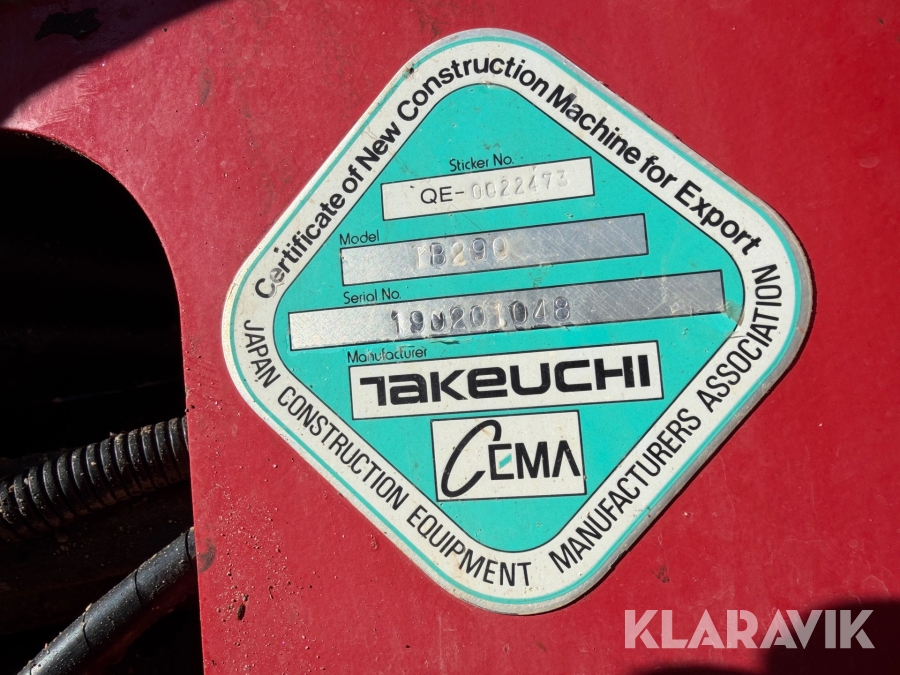 Certificate of New Construction Machine for Export
Sticker No.
QE-0022473
Model
TB290
Serial No.
190201048
Manufacturer
TAKEUCHI
CEMA
JAPAN CONSTRUCTION EQUIPMENT MANUFACTURERS ASSOCIATION
KLARAVIK